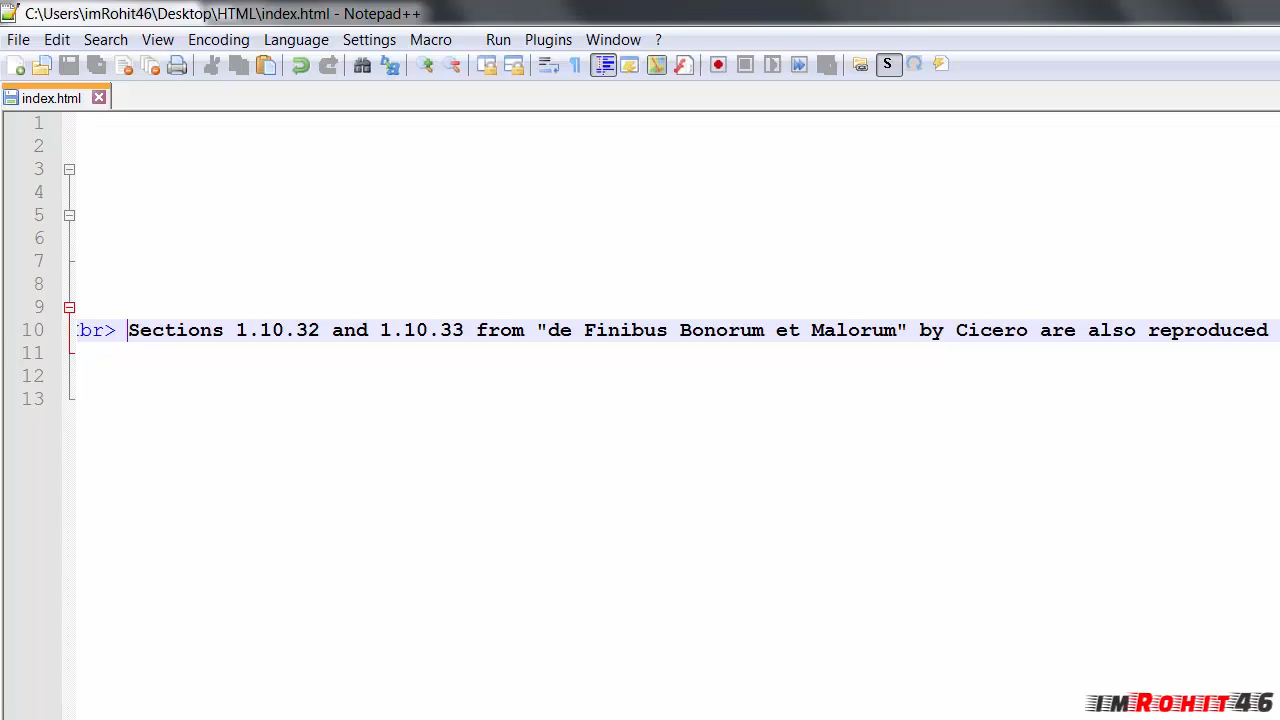 C:\Users\imRohit46\Desktop\HTML\index.html - Notepad++
File Edit Search View Encoding Language Settings Macro Run Plugins Window ?
S
index.html
1
2
3
4
5
6
7
8
9
10 br> Sections 1.10.32 and 1.10.33 from "de Finibus Bonorum et Malorum" by Cicero are also reproduced
11
12
13
imRohit46